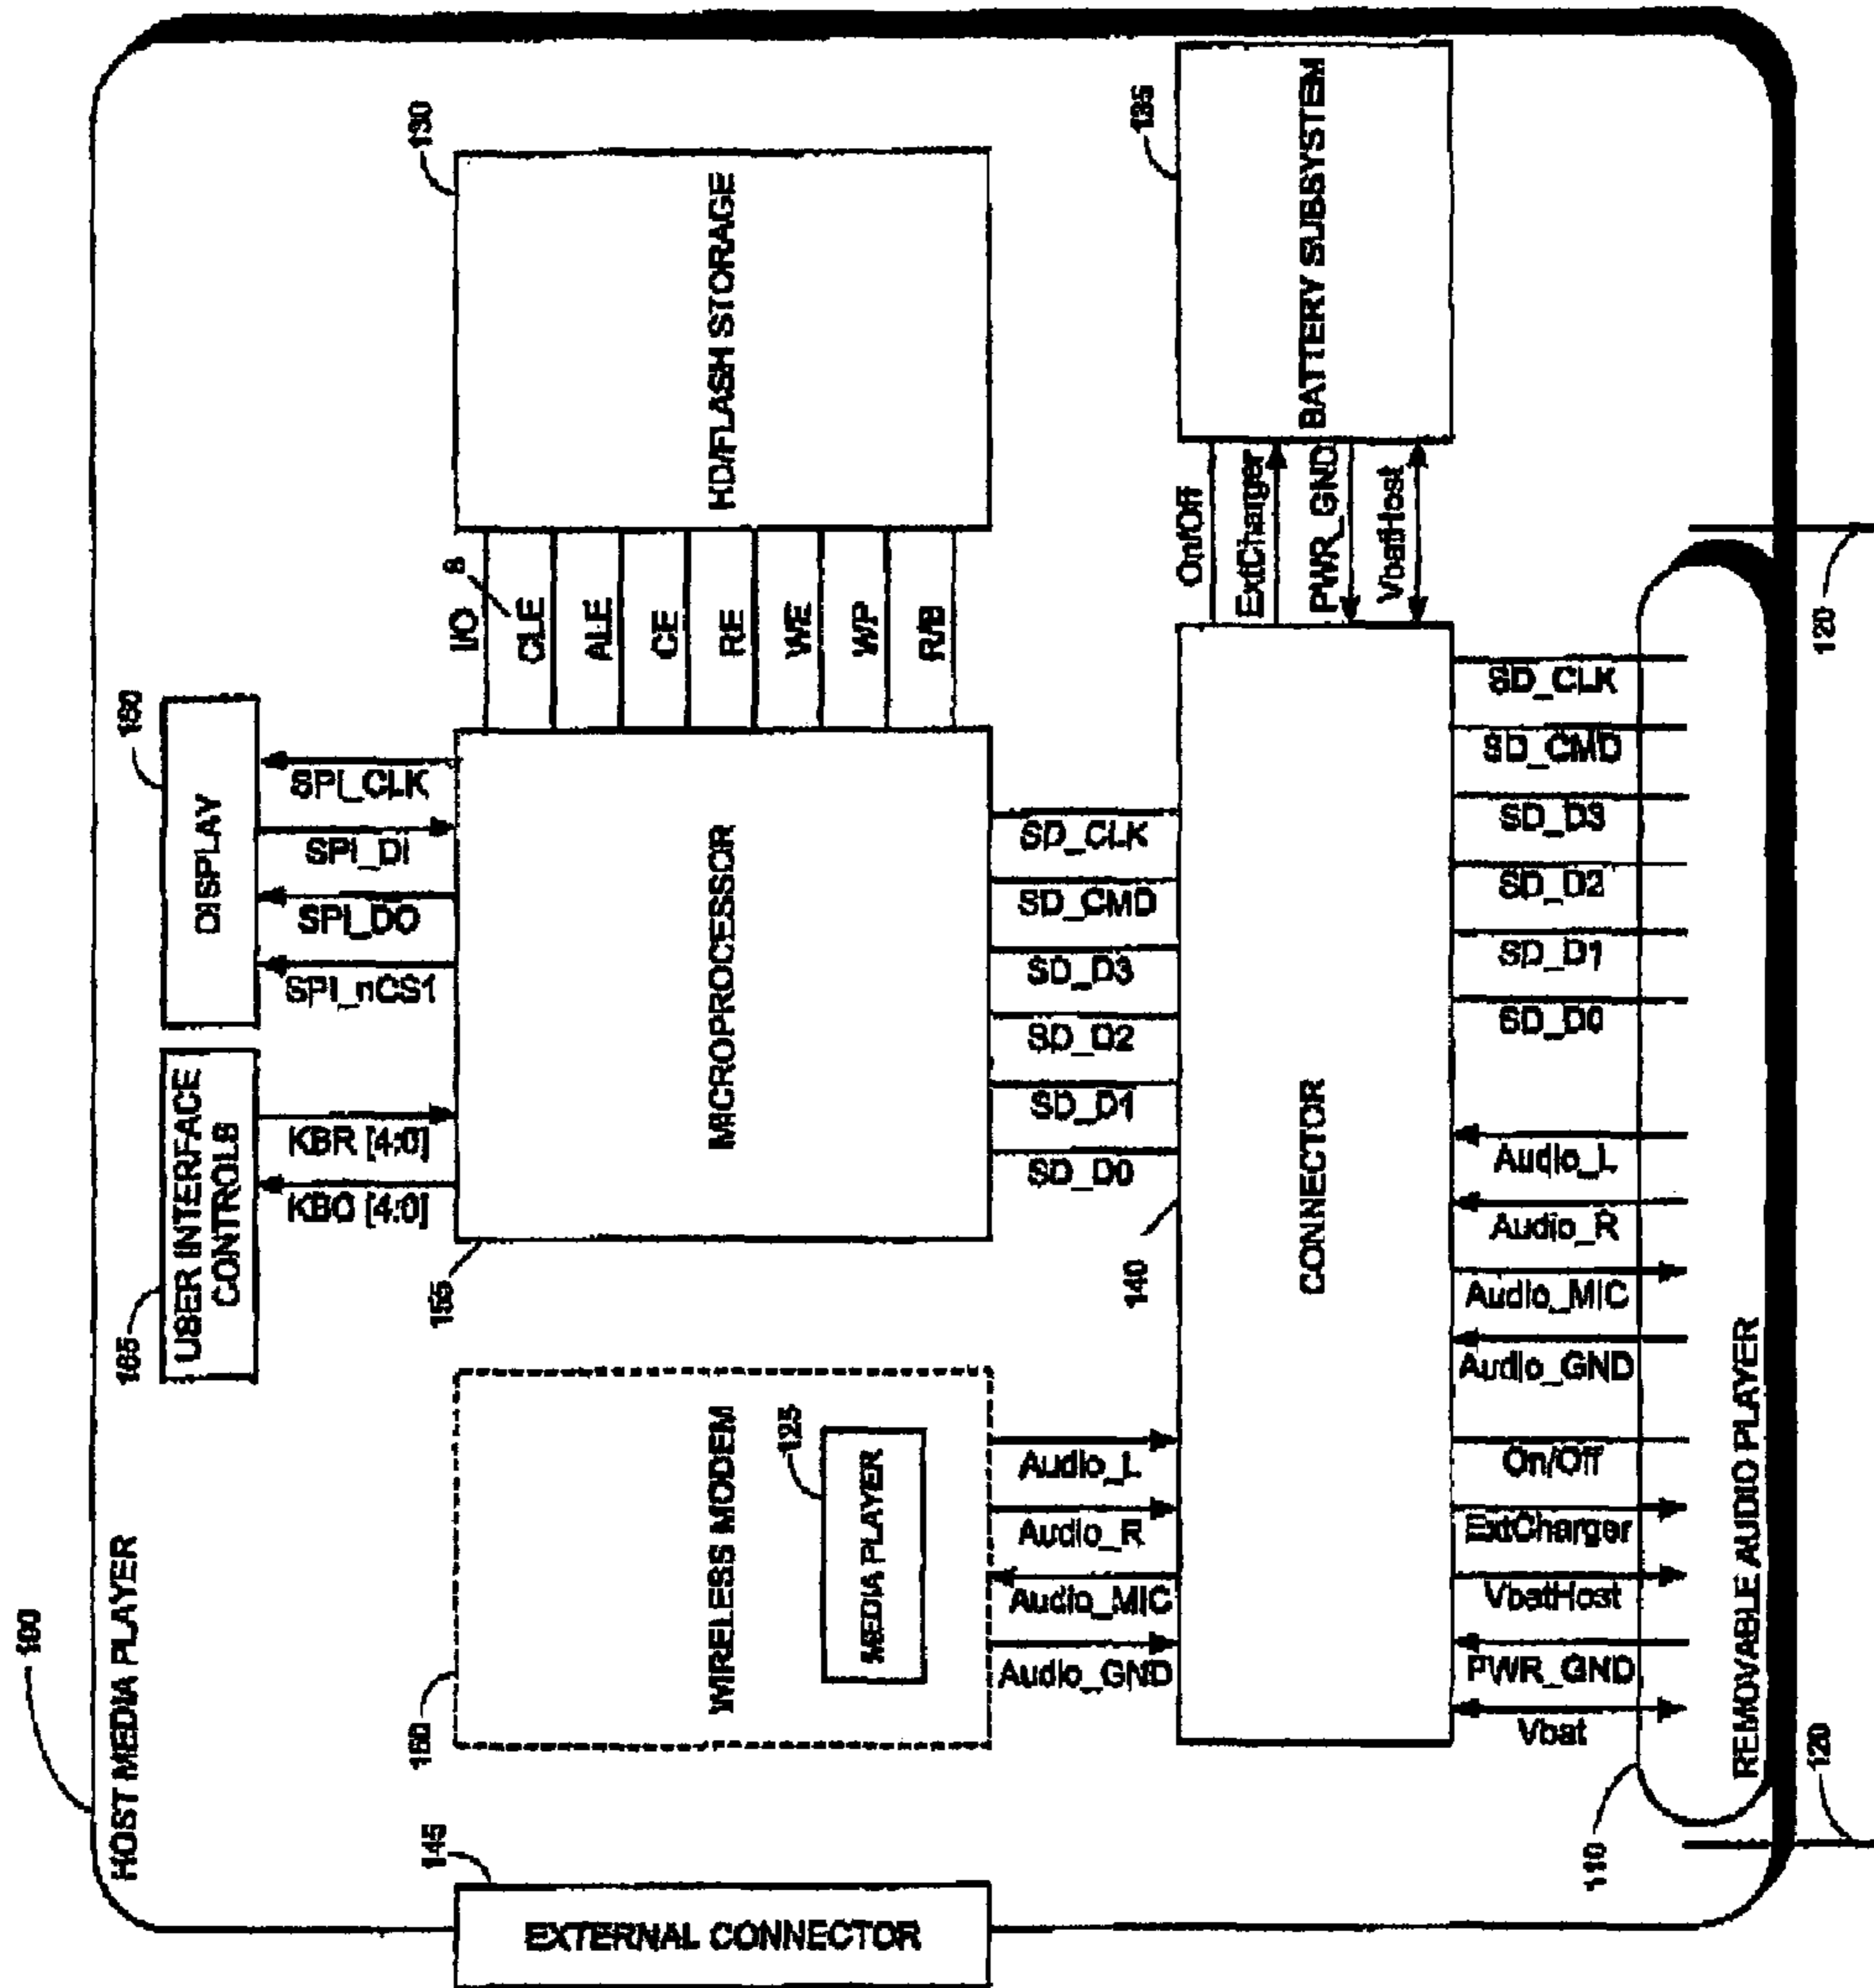 100
HOST MEDIA PLAYER
145
EXTERNAL CONNECTOR
165
USER INTERFACE
CONTROLS
DISPLAY
KBO [4:0]
KBR [4:0]
SPI_nCS1
SPI_DO
SPI_DI
SPI_CLK
WIRELESS MODEM
125
MEDIA PLAYER
155
MICROPROCESSOR
I/O
8
CLE
ALE
CE
RE
WE
WP
R/B
130
HD/FLASH STORAGE
Audio_GND
Audio_MIC
Audio_R
Audio_L
SD_D0
SD_D1
SD_D2
SD_D3
SD_CMD
SD_CLK
140
CONNECTOR
On/Off
ExtCharger
PWR_GND
VbatHost
135
BATTERY SUBSYSTEM
Vbat
PWR_GND
VbatHost
ExtCharger
On/Off
Audio_GND
Audio_MIC
Audio_R
Audio_L
SD_D0
SD_D1
SD_D2
SD_D3
SD_CMD
SD_CLK
110
REMOVABLE AUDIO PLAYER
120
120